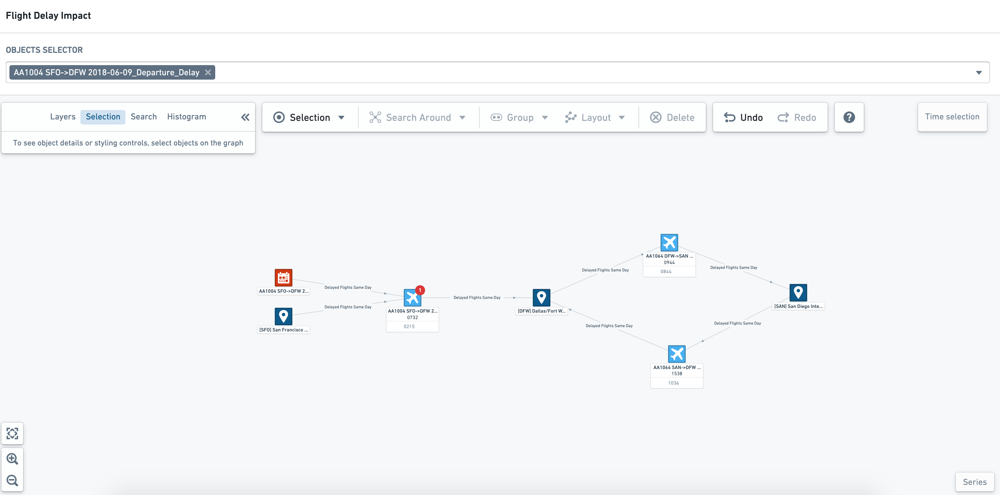 Flight Delay Impact
OBJECTS SELECTOR
AA1004 SFO->DFW 2018-06-09_Departure_Delay
Layers Selection Search Histogram
To see object details or styling controls, select objects on the graph
Selection Search Around Group Layout Delete
Undo Redo
?
Time selection
AA1004 SFO->DFW 2...
[SFO] San Francisco ...
Delayed Flights Same Day
Delayed Flights Same Day
1
AA1004 SFO->DFW 2...
0732
0215
Delayed Flights Same Day
[DFW] Dallas/Fort W...
Delayed Flights Same Day
AA1064 DFW->SAN ...
0944
0844
Delayed Flights Same Day
[SAN] San Diego Inte...
Delayed Flights Same Day
Delayed Flights Same Day
AA1064 SAN->DFW ...
1538
1036
Series